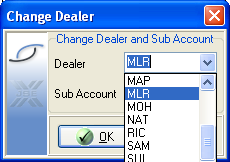 Change Dealer
Change Dealer and Sub Account
Dealer
MLR
MAP
Sub Account
MLR
MOH
NAT
OK
RIC
SAM